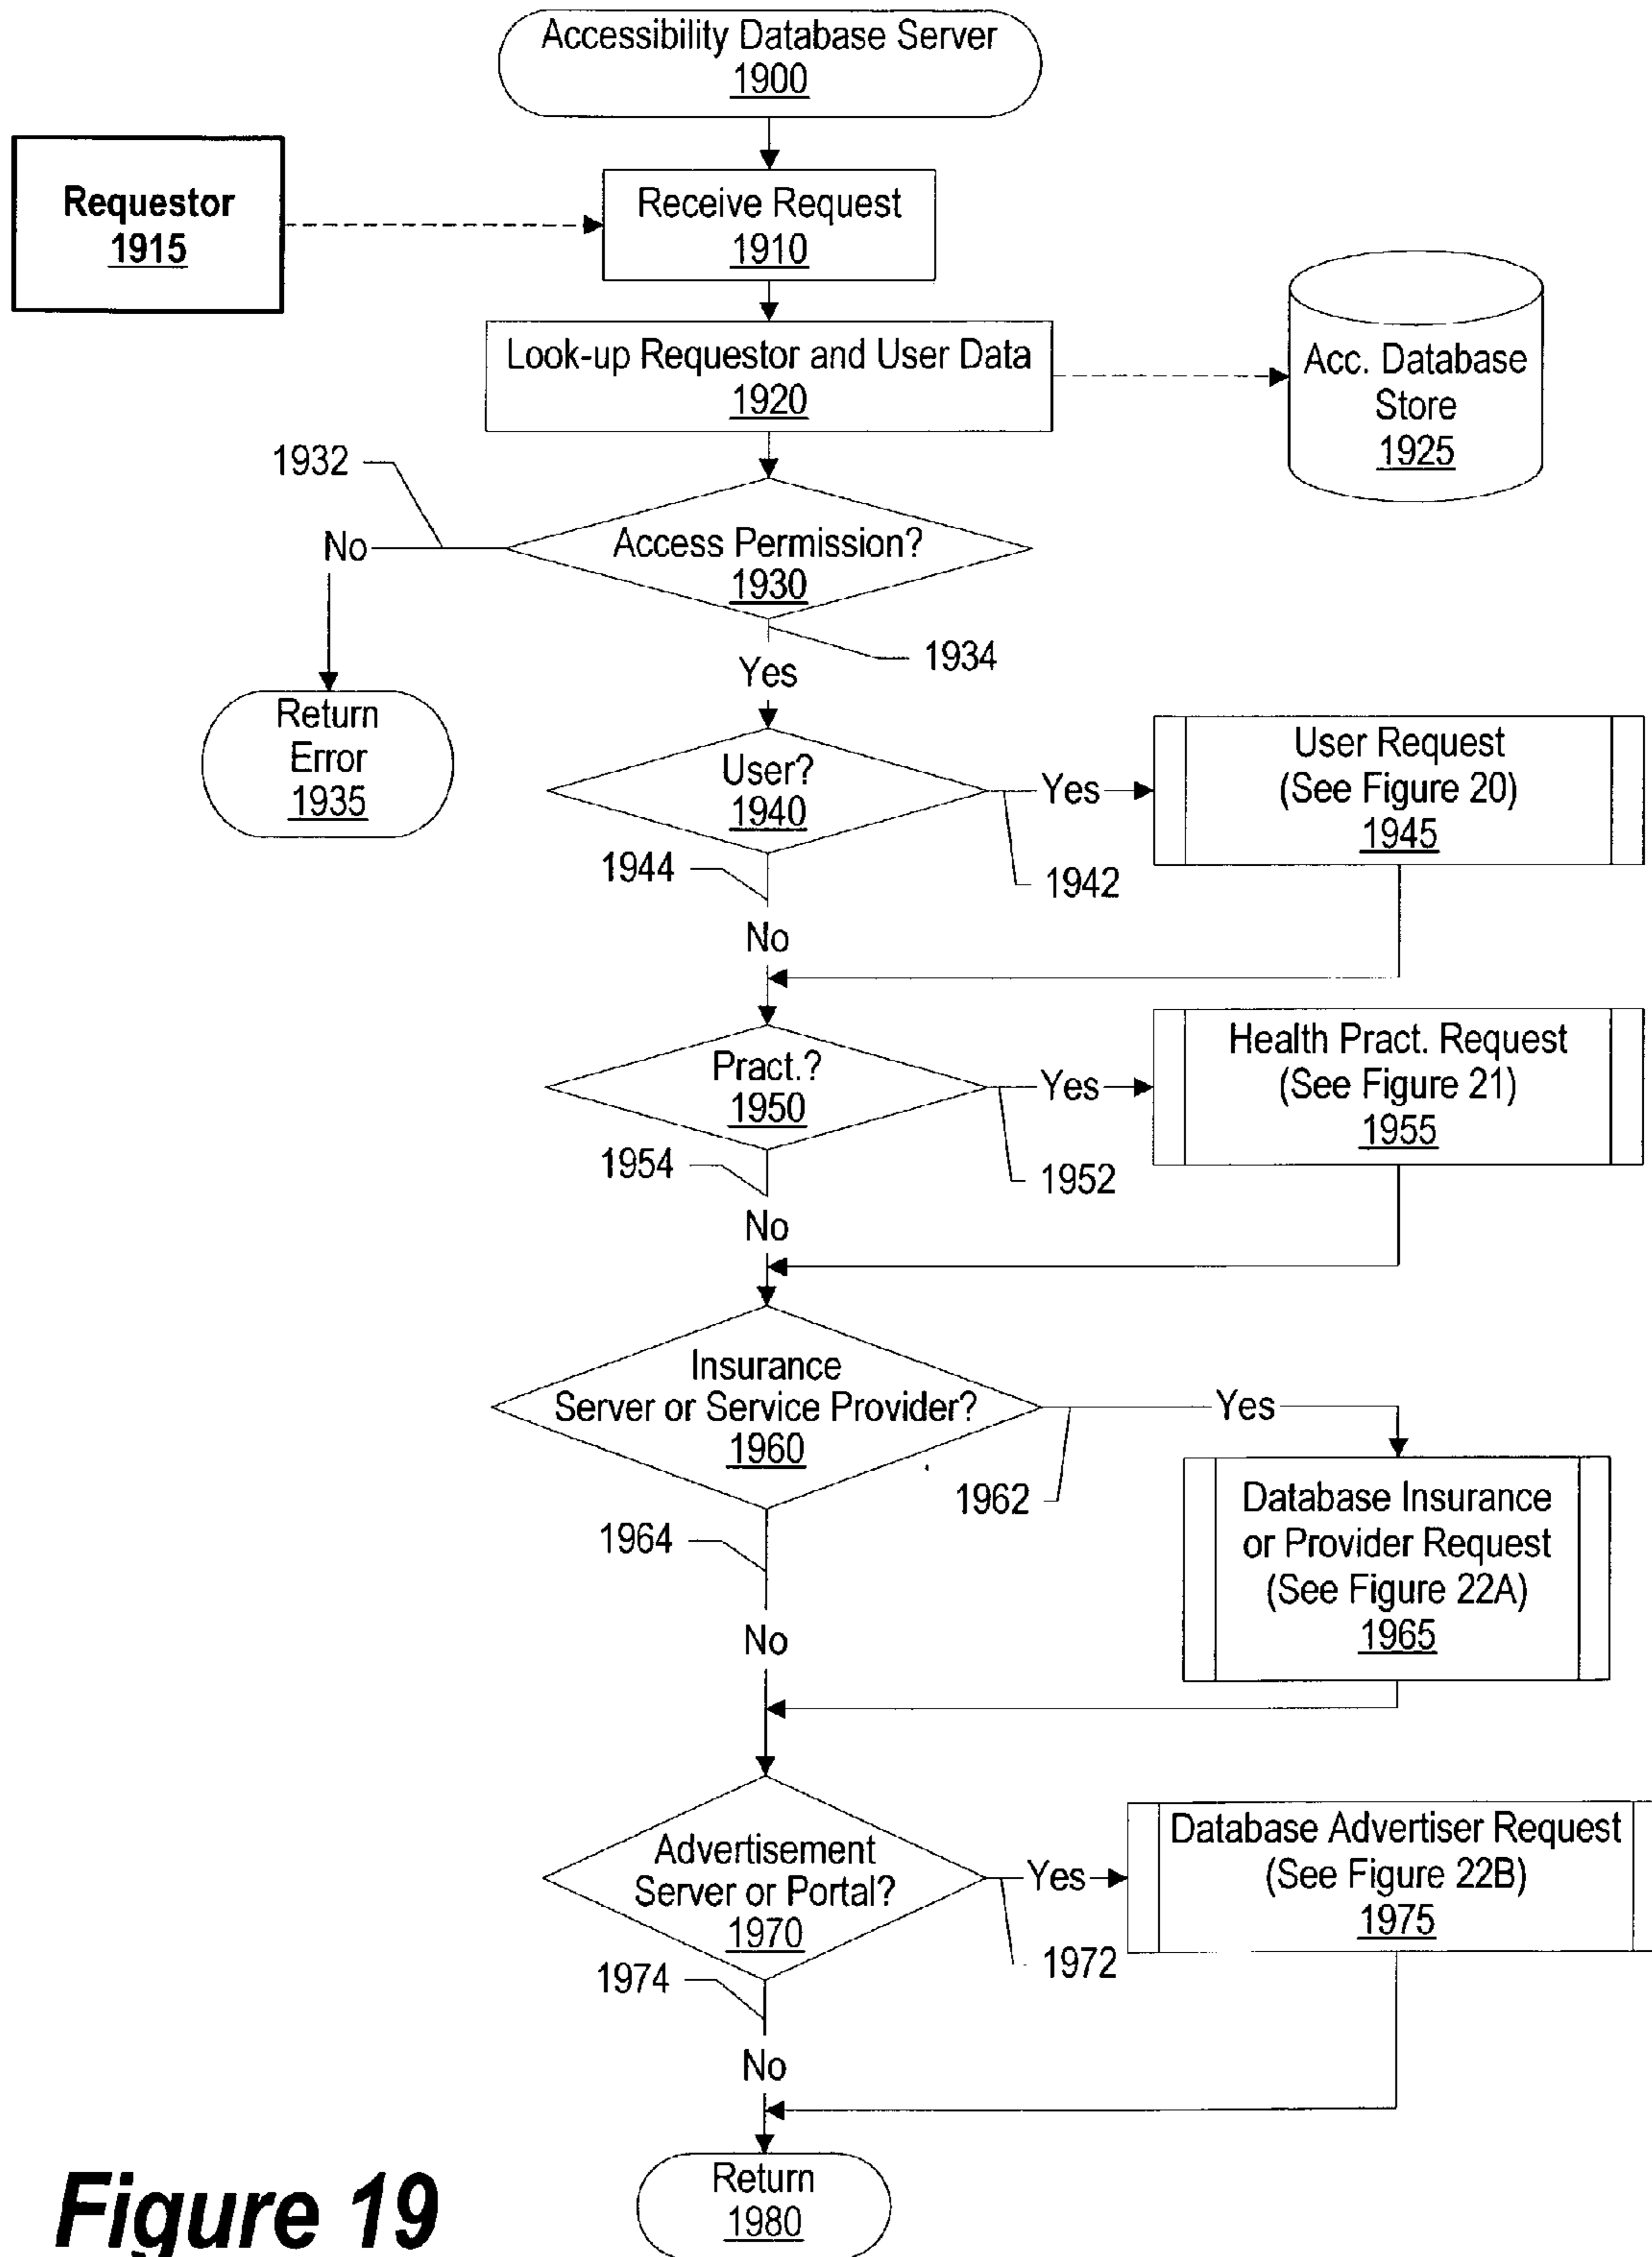 Accessibility Database Server
1900
Requestor
1915
Receive Request
1910
Look-up Requestor and User Data
1920
Acc. Database
Store
1925
1932
No
Access Permission?
1930
1934
Yes
Return
Error
1935
User?
1940
Yes
User Request
(See Figure 20)
1945
1944
1942
No
Pract.?
1950
Yes
Health Pract. Request
(See Figure 21)
1955
1954
1952
No
Insurance
Server or Service Provider?
1960
Yes
1962
1964
Database Insurance
or Provider Request
(See Figure 22A)
1965
No
Advertisement
Server or Portal?
1970
Yes
Database Advertiser Request
(See Figure 22B)
1975
1974
1972
No
Return
1980
Figure 19